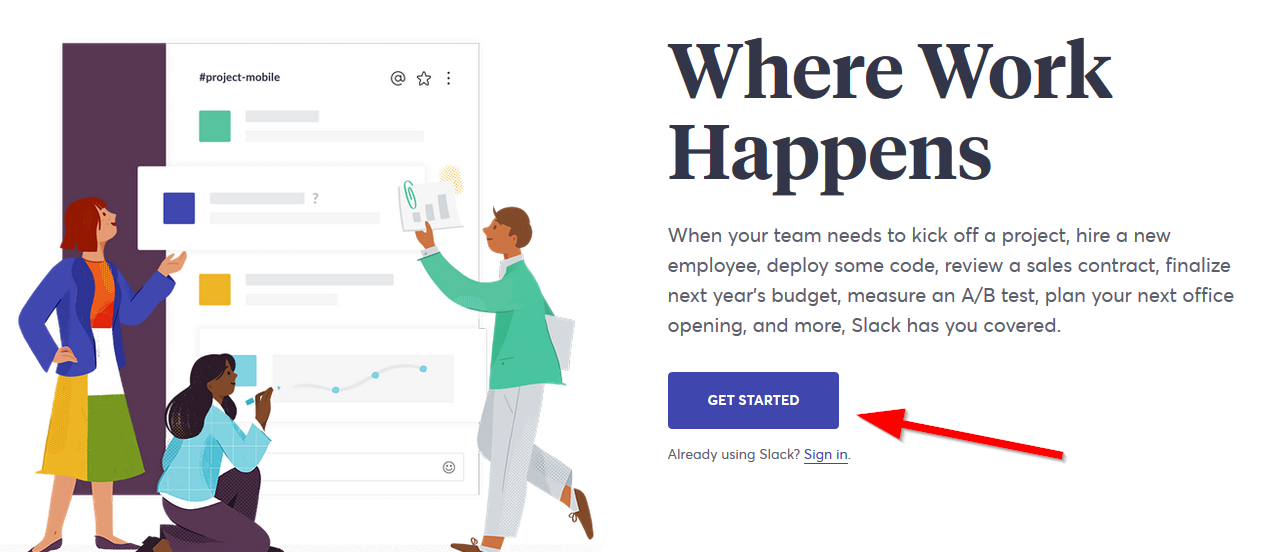 #project-mobile
?
Where Work
Happens
When your team needs to kick off a project, hire a new
employee, deploy some code, review a sales contract, finalize
next year's budget, measure an A/B test, plan your next office
opening, and more, Slack has you covered.
GET STARTED
Already using Slack? Sign in.